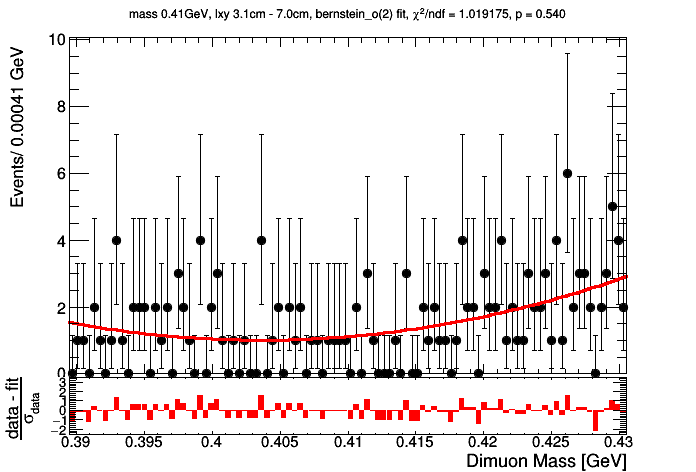 mass 0.41GeV, lxy 3.1cm - 7.0cm, bernstein_o(2) fit, χ²/ndf = 1.019175, p = 0.540
Events/ 0.00041 GeV
10
8
6
4
2
0
data - fit
σdata
3
2
1
0
−1
−2
0.39 0.395 0.4 0.405 0.41 0.415 0.42 0.425 0.43
Dimuon Mass [GeV]